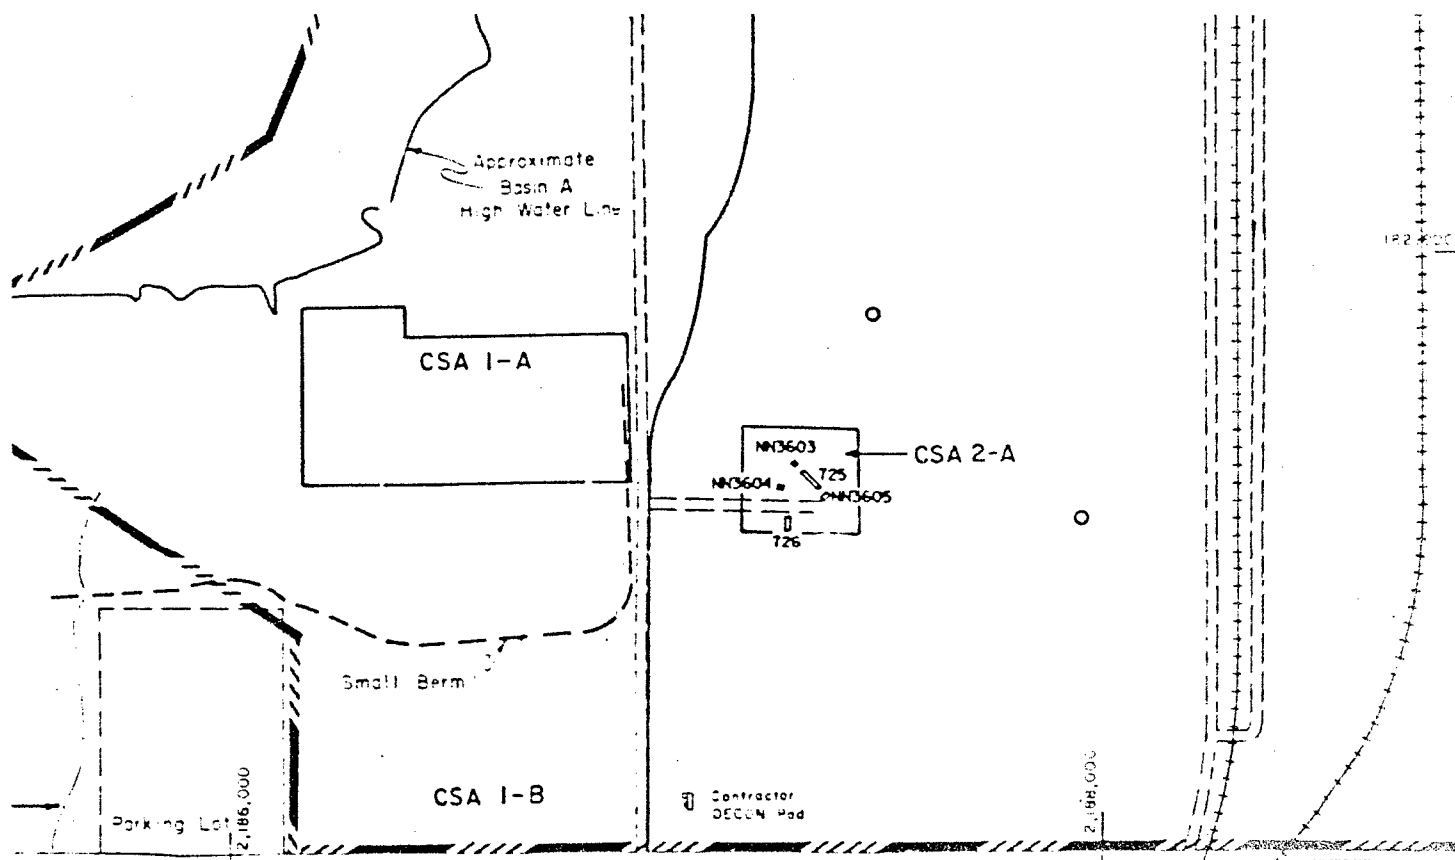 Approximate
Basin A
High Water Line
CSA 1-A
NN3603
CSA 2-A
725
NN3604
NN3605
726
Small Berm
CSA 1-B
Contractor
DECON Pad
Parking Lot
2,186,000
2,188,000